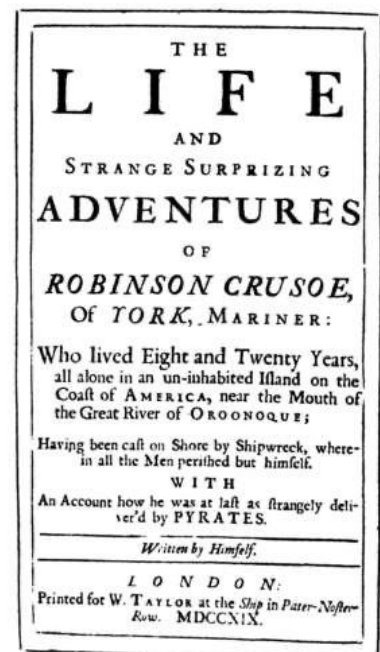 THE
LIFE
AND
STRANGE SURPRIZING
ADVENTURES
OF
ROBINSON CRUSOE,
Of YORK, MARINER:
Who lived Eight and Twenty Years,
all alone in an un-inhabited Iſland on the
Coaſt of AMERICA, near the Mouth of
the Great River of OROONOQUE;
Having been caſt on Shore by Shipwreck, where-
in all the Men periſhed but himſelf.
WITH
An Account how he was at laſt as ſtrangely deli-
ver'd by PYRATES.
Written by Himſelf.
LONDON:
Printed for W. TAYLOR at the Ship in Pater-Noſter-
Row. MDCCXIX.